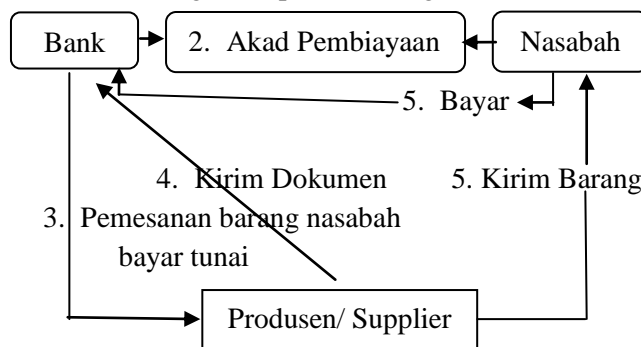 Bank
2. Akad Pembiayaan
Nasabah
5. Bayar
4. Kirim Dokumen
5. Kirim Barang
3. Pemesanan barang nasabah
bayar tunai
Produsen/ Supplier